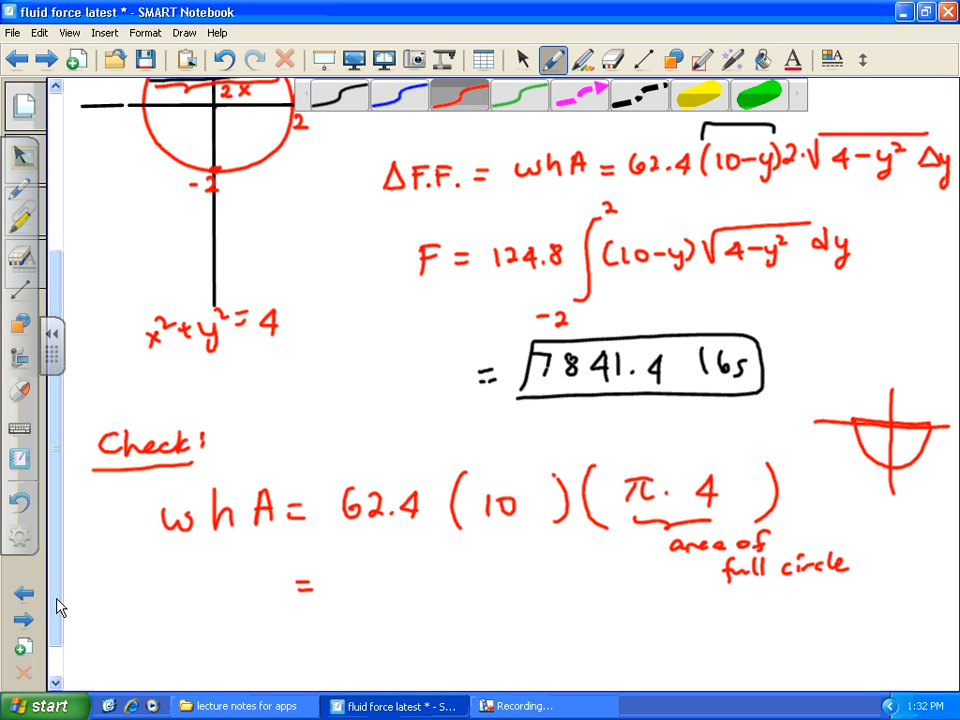 fluid force latest * - SMART Notebook
File Edit View Insert Format Draw Help
2x
2
-2
Δ F.F. = whA = 62.4 (10-y) 2·√4-y² Δy
F = 124.8 ∫ 2 -2 (10-y) √4-y² dy
x²+y²= 4
= 7841.4 lbs
Check:
whA = 62.4 (10) (π. 4)
area of
full circle
=
start
lecture notes for apps
fluid force latest * - S...
Recording...
1:32 PM